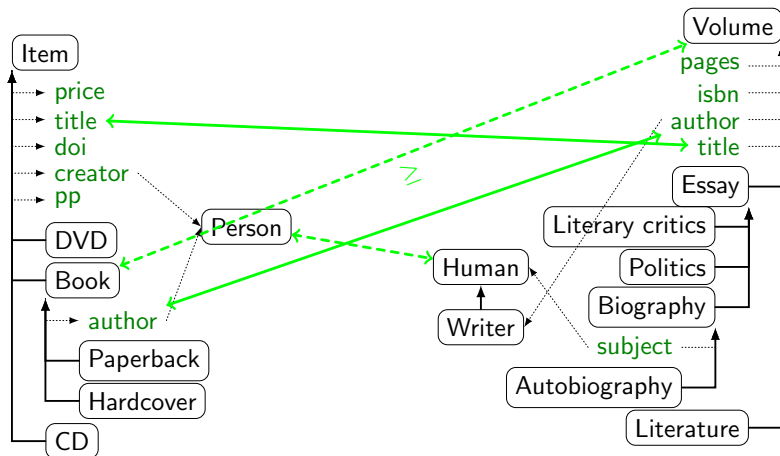 Item
price
title
doi
creator
pp
DVD
Book
author
Paperback
Hardcover
CD
Person
≥
Human
Writer
Volume
pages
isbn
author
title
Essay
Literary critics
Politics
Biography
subject
Autobiography
Literature